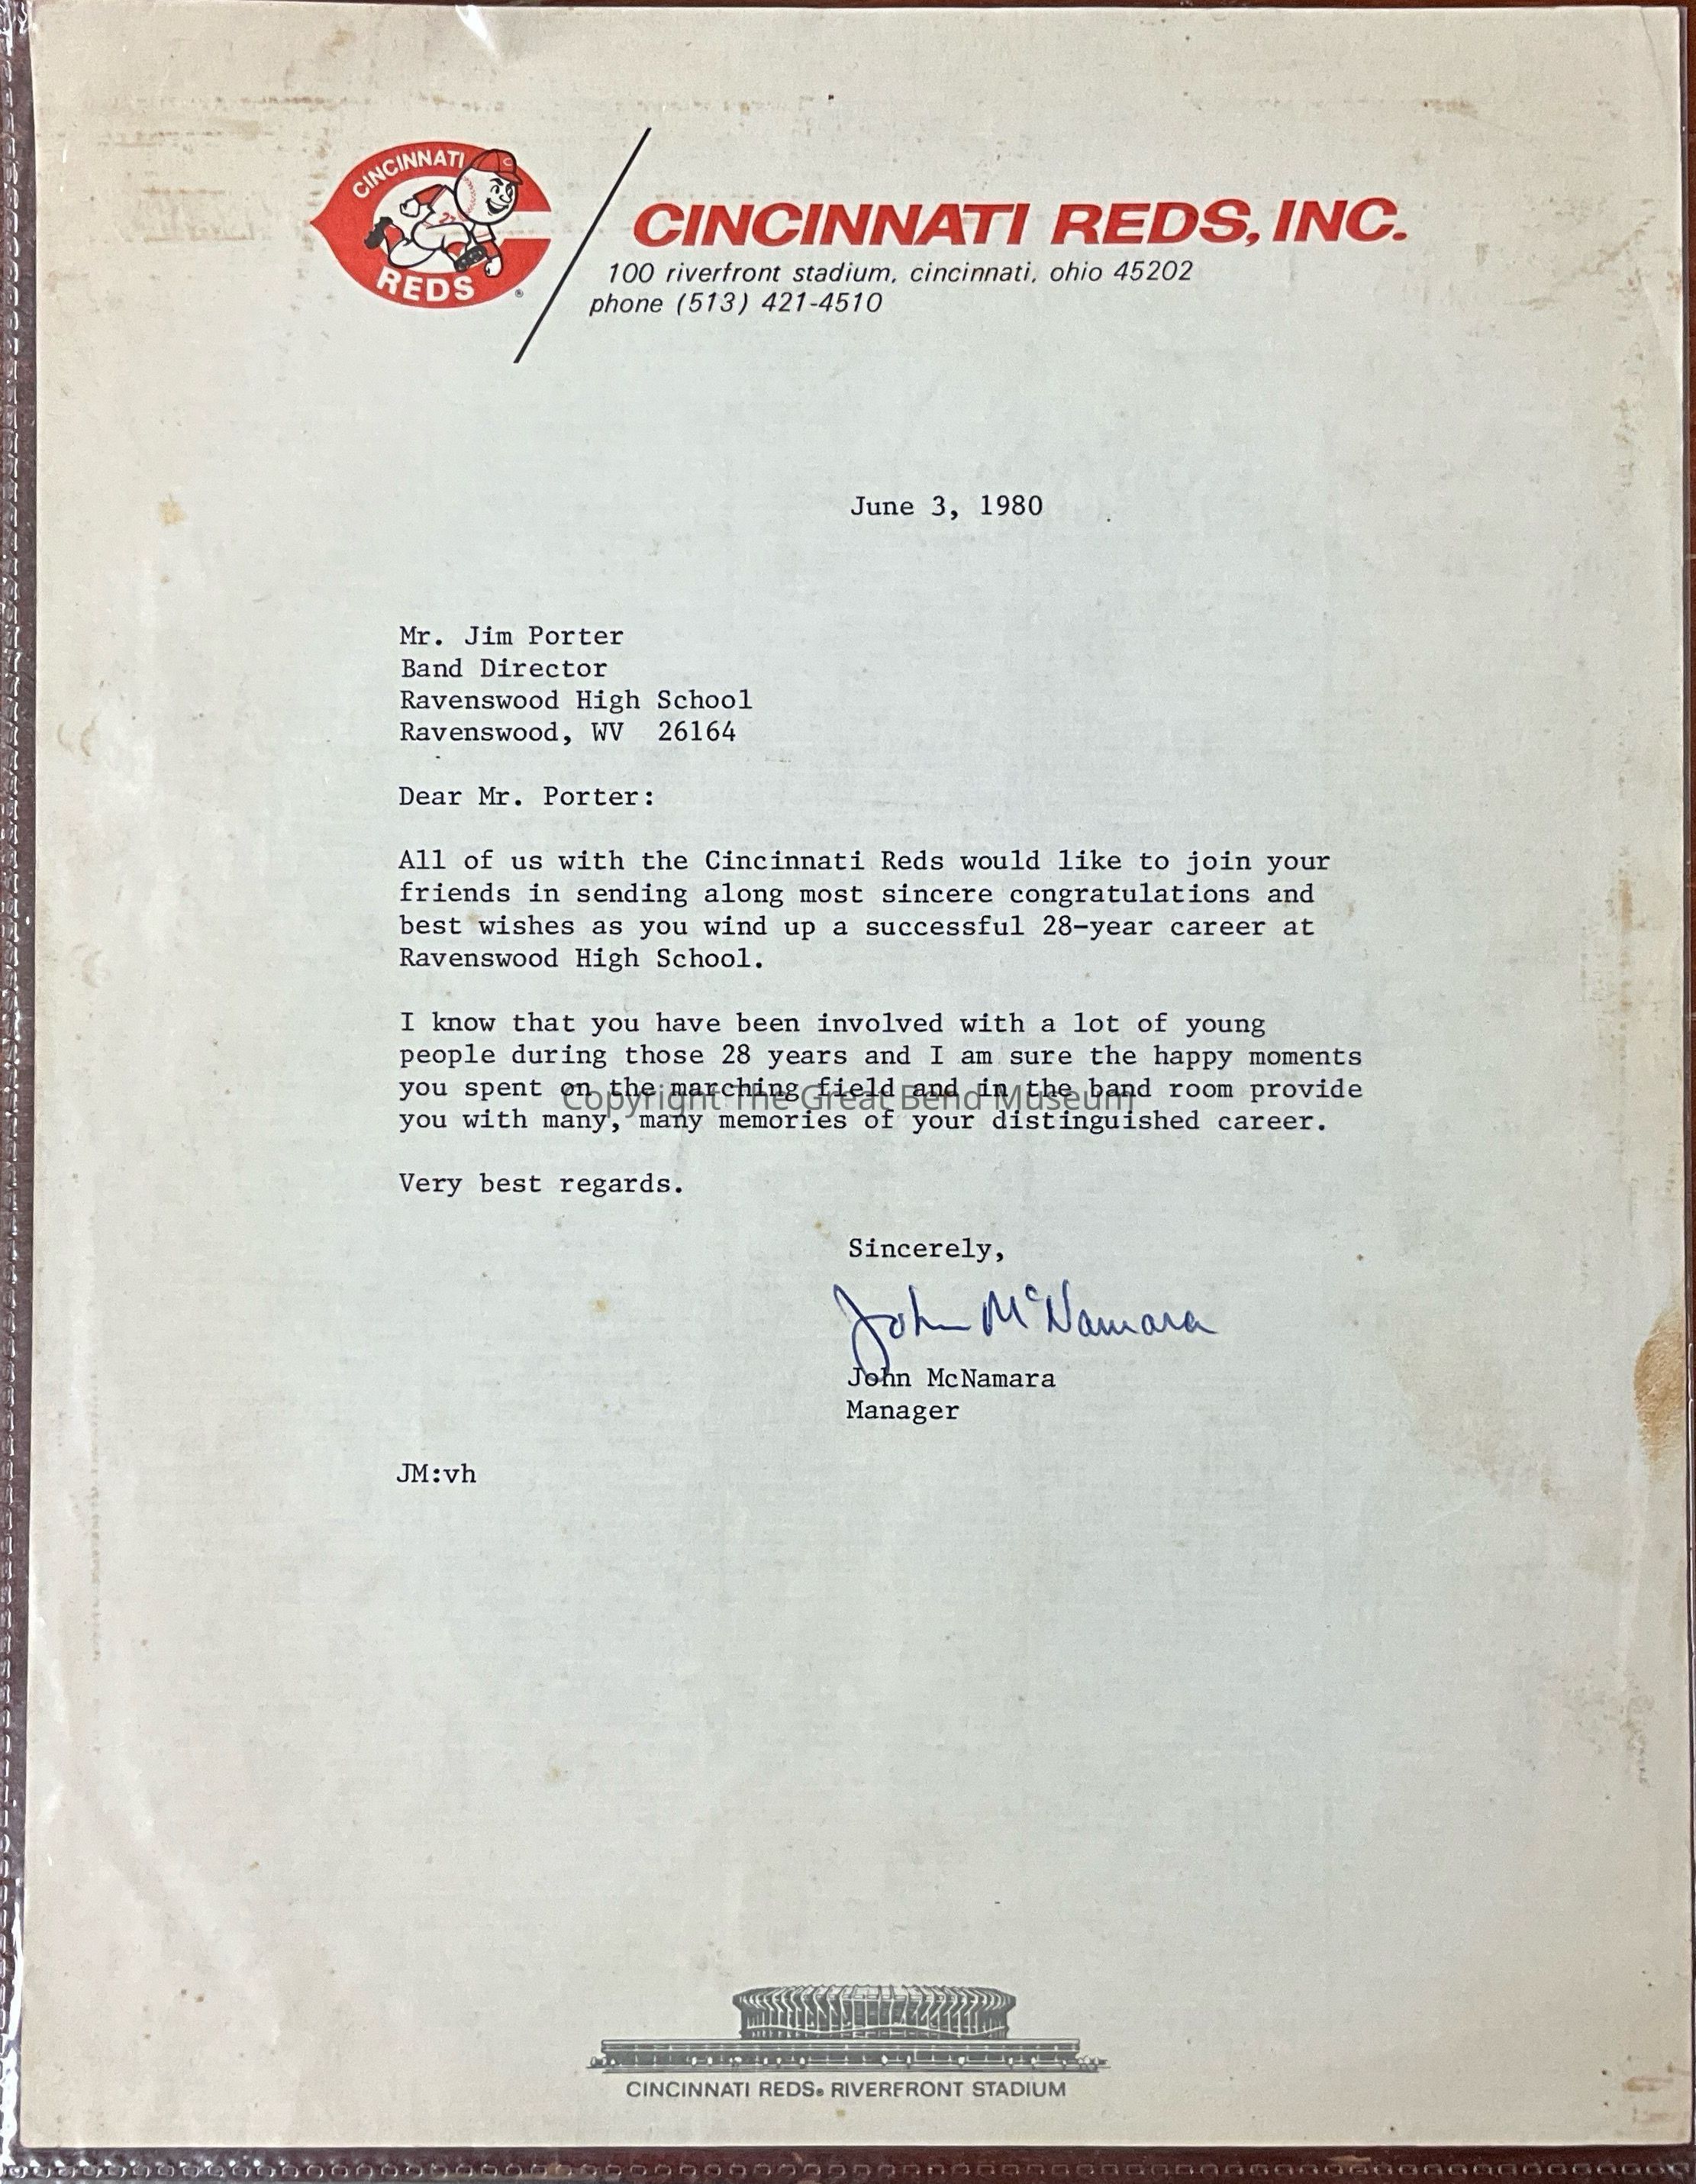 CINCINNATI
REDS
CINCINNATI REDS, INC.
100 riverfront stadium, cincinnati, ohio 45202
phone (513) 421-4510
June 3, 1980
Mr. Jim Porter
Band Director
Ravenswood High School
Ravenswood, WV  26164
Dear Mr. Porter:
All of us with the Cincinnati Reds would like to join your
friends in sending along most sincere congratulations and
best wishes as you wind up a successful 28-year career at
Ravenswood High School.
I know that you have been involved with a lot of young
people during those 28 years and I am sure the happy moments
you spent on the marching field and in the band room provide
Copyright The Great Bend Museum
you with many, many memories of your distinguished career.
Very best regards.
Sincerely,
John McNamara
John McNamara
Manager
JM:vh
CINCINNATI REDS® RIVERFRONT STADIUM